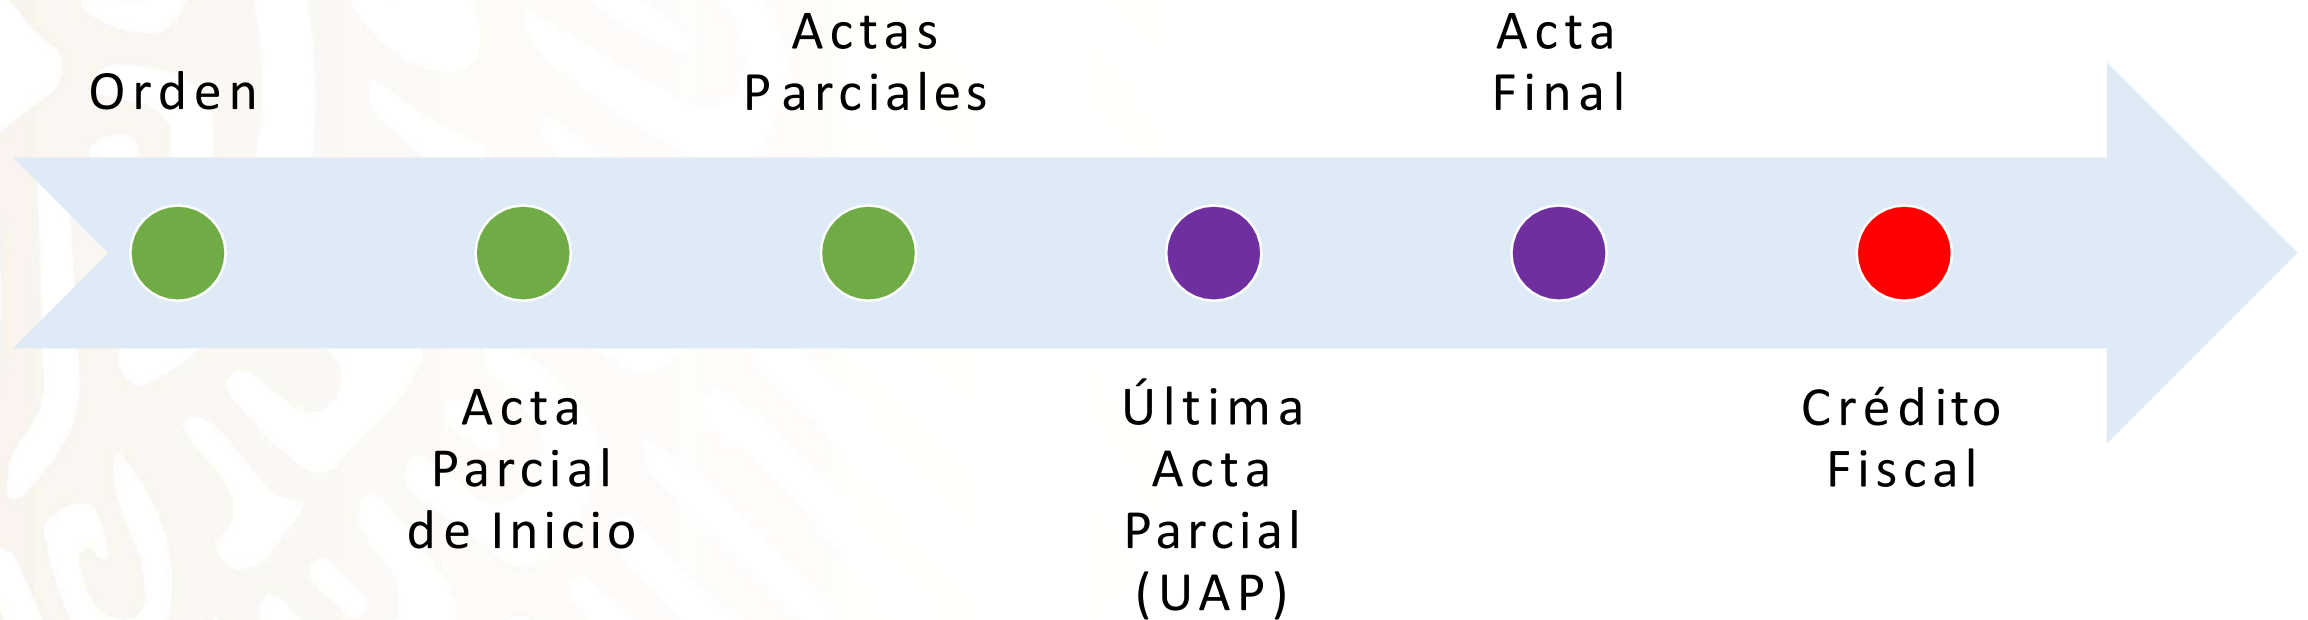 Orden
Acta
Parcial
de Inicio
Actas
Parciales
Última
Acta
Parcial
(UAP)
Acta
Final
Crédito
Fiscal